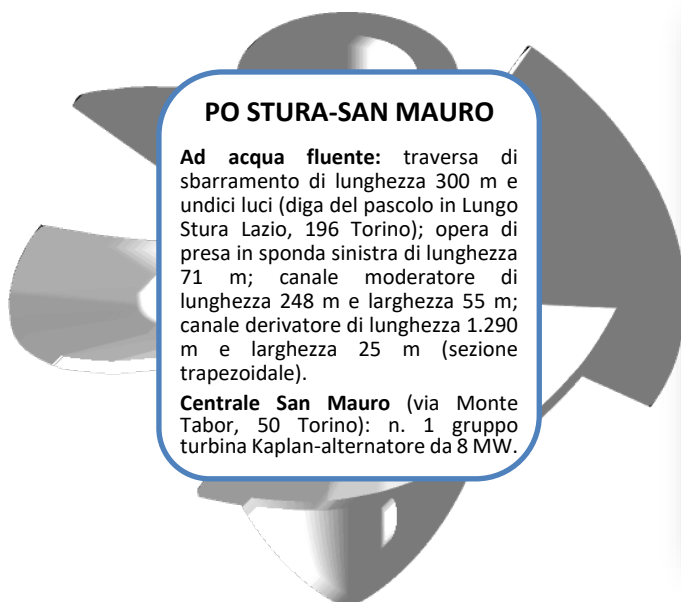 PO STURA-SAN MAURO
Ad acqua fluente: traversa di
sbarramento di lunghezza 300 m e
undici luci (diga del pascolo in Lungo
Stura Lazio, 196 Torino); opera di
presa in sponda sinistra di lunghezza
71 m; canale moderatore di
lunghezza 248 m e larghezza 55 m;
canale derivatore di lunghezza 1.290
m e larghezza 25 m (sezione
trapezoidale).
Centrale San Mauro (via Monte
Tabor, 50 Torino): n. 1 gruppo
turbina Kaplan-alternatore da 8 MW.